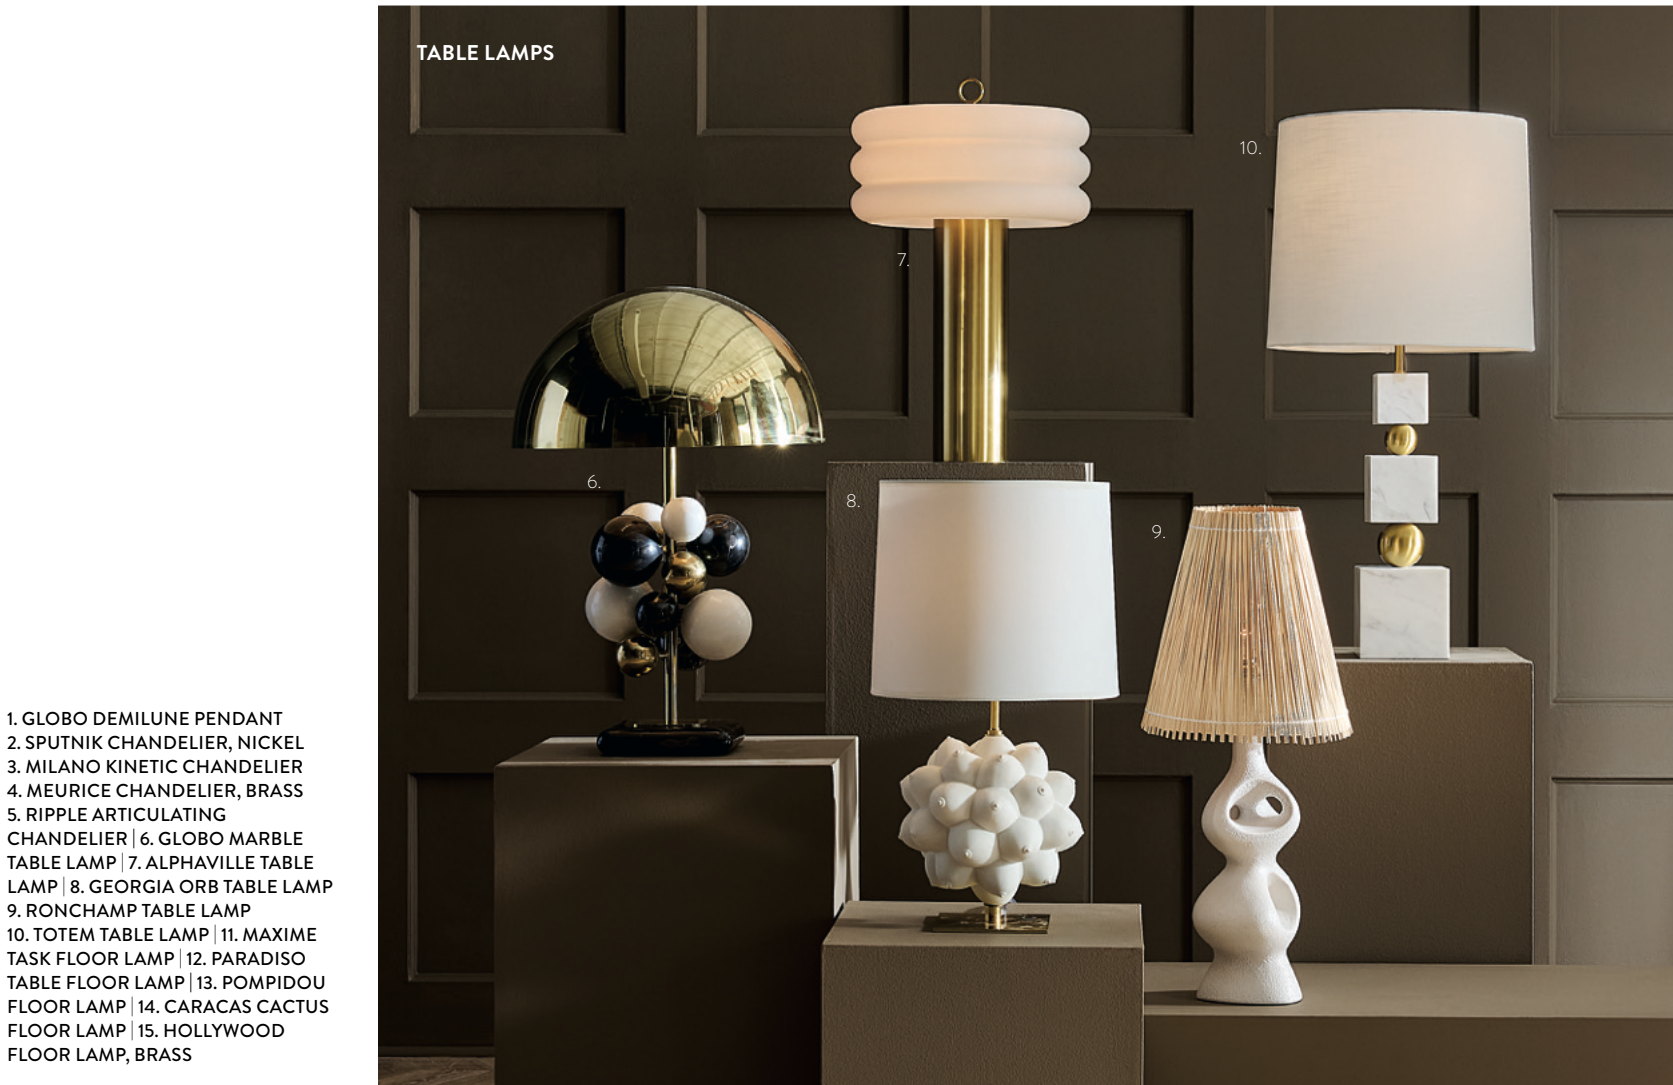 TABLE LAMPS
10.
7.
6.
8.
9.
1. GLOBO DEMILUNE PENDANT
2. SPUTNIK CHANDELIER, NICKEL
3. MILANO KINETIC CHANDELIER
4. MEURICE CHANDELIER, BRASS
5. RIPPLE ARTICULATING
CHANDELIER | 6. GLOBO MARBLE
TABLE LAMP | 7. ALPHAVILLE TABLE
LAMP | 8. GEORGIA ORB TABLE LAMP
9. RONCHAMP TABLE LAMP
10. TOTEM TABLE LAMP | 11. MAXIME
TASK FLOOR LAMP | 12. PARADISO
TABLE FLOOR LAMP | 13. POMPIDOU
FLOOR LAMP | 14. CARACAS CACTUS
FLOOR LAMP | 15. HOLLYWOOD
FLOOR LAMP, BRASS